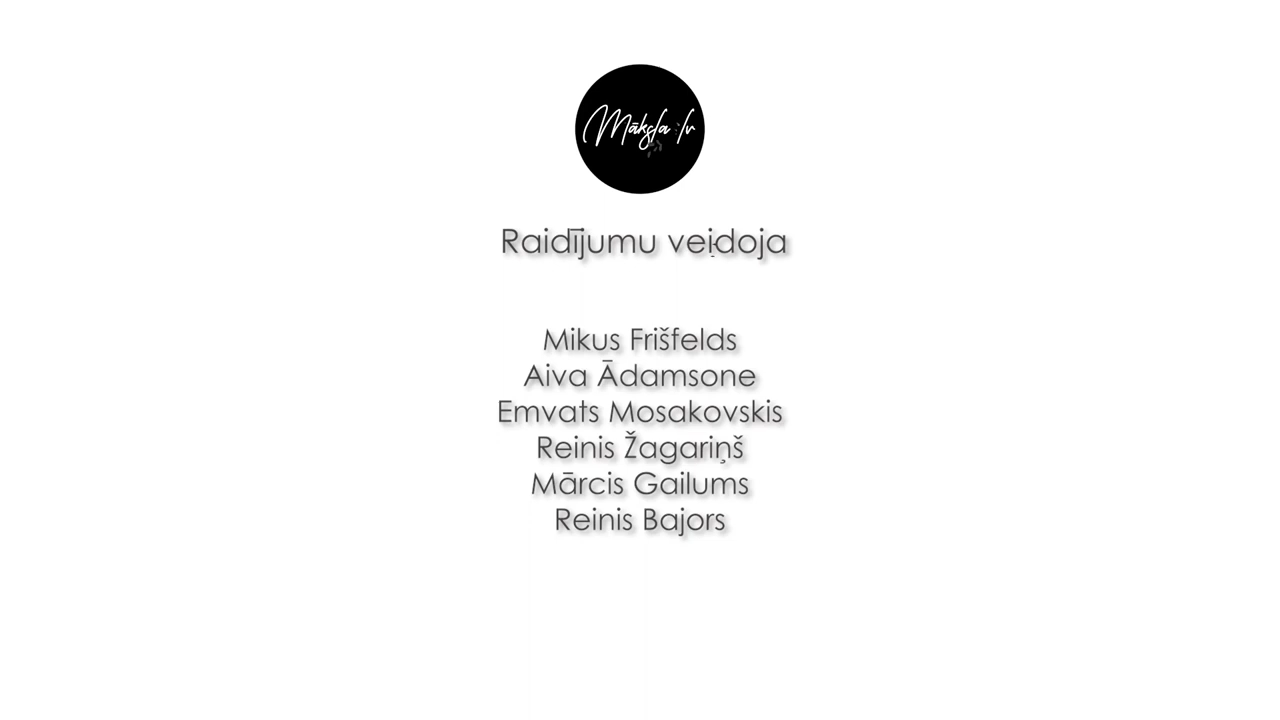 Māksla.lv
Raidījumu veidoja
Mikus Frišfelds
Aiva Ādamsone
Emvats Mosakovskis
Reinis Žagariņš
Mārcis Gailums
Reinis Bajors